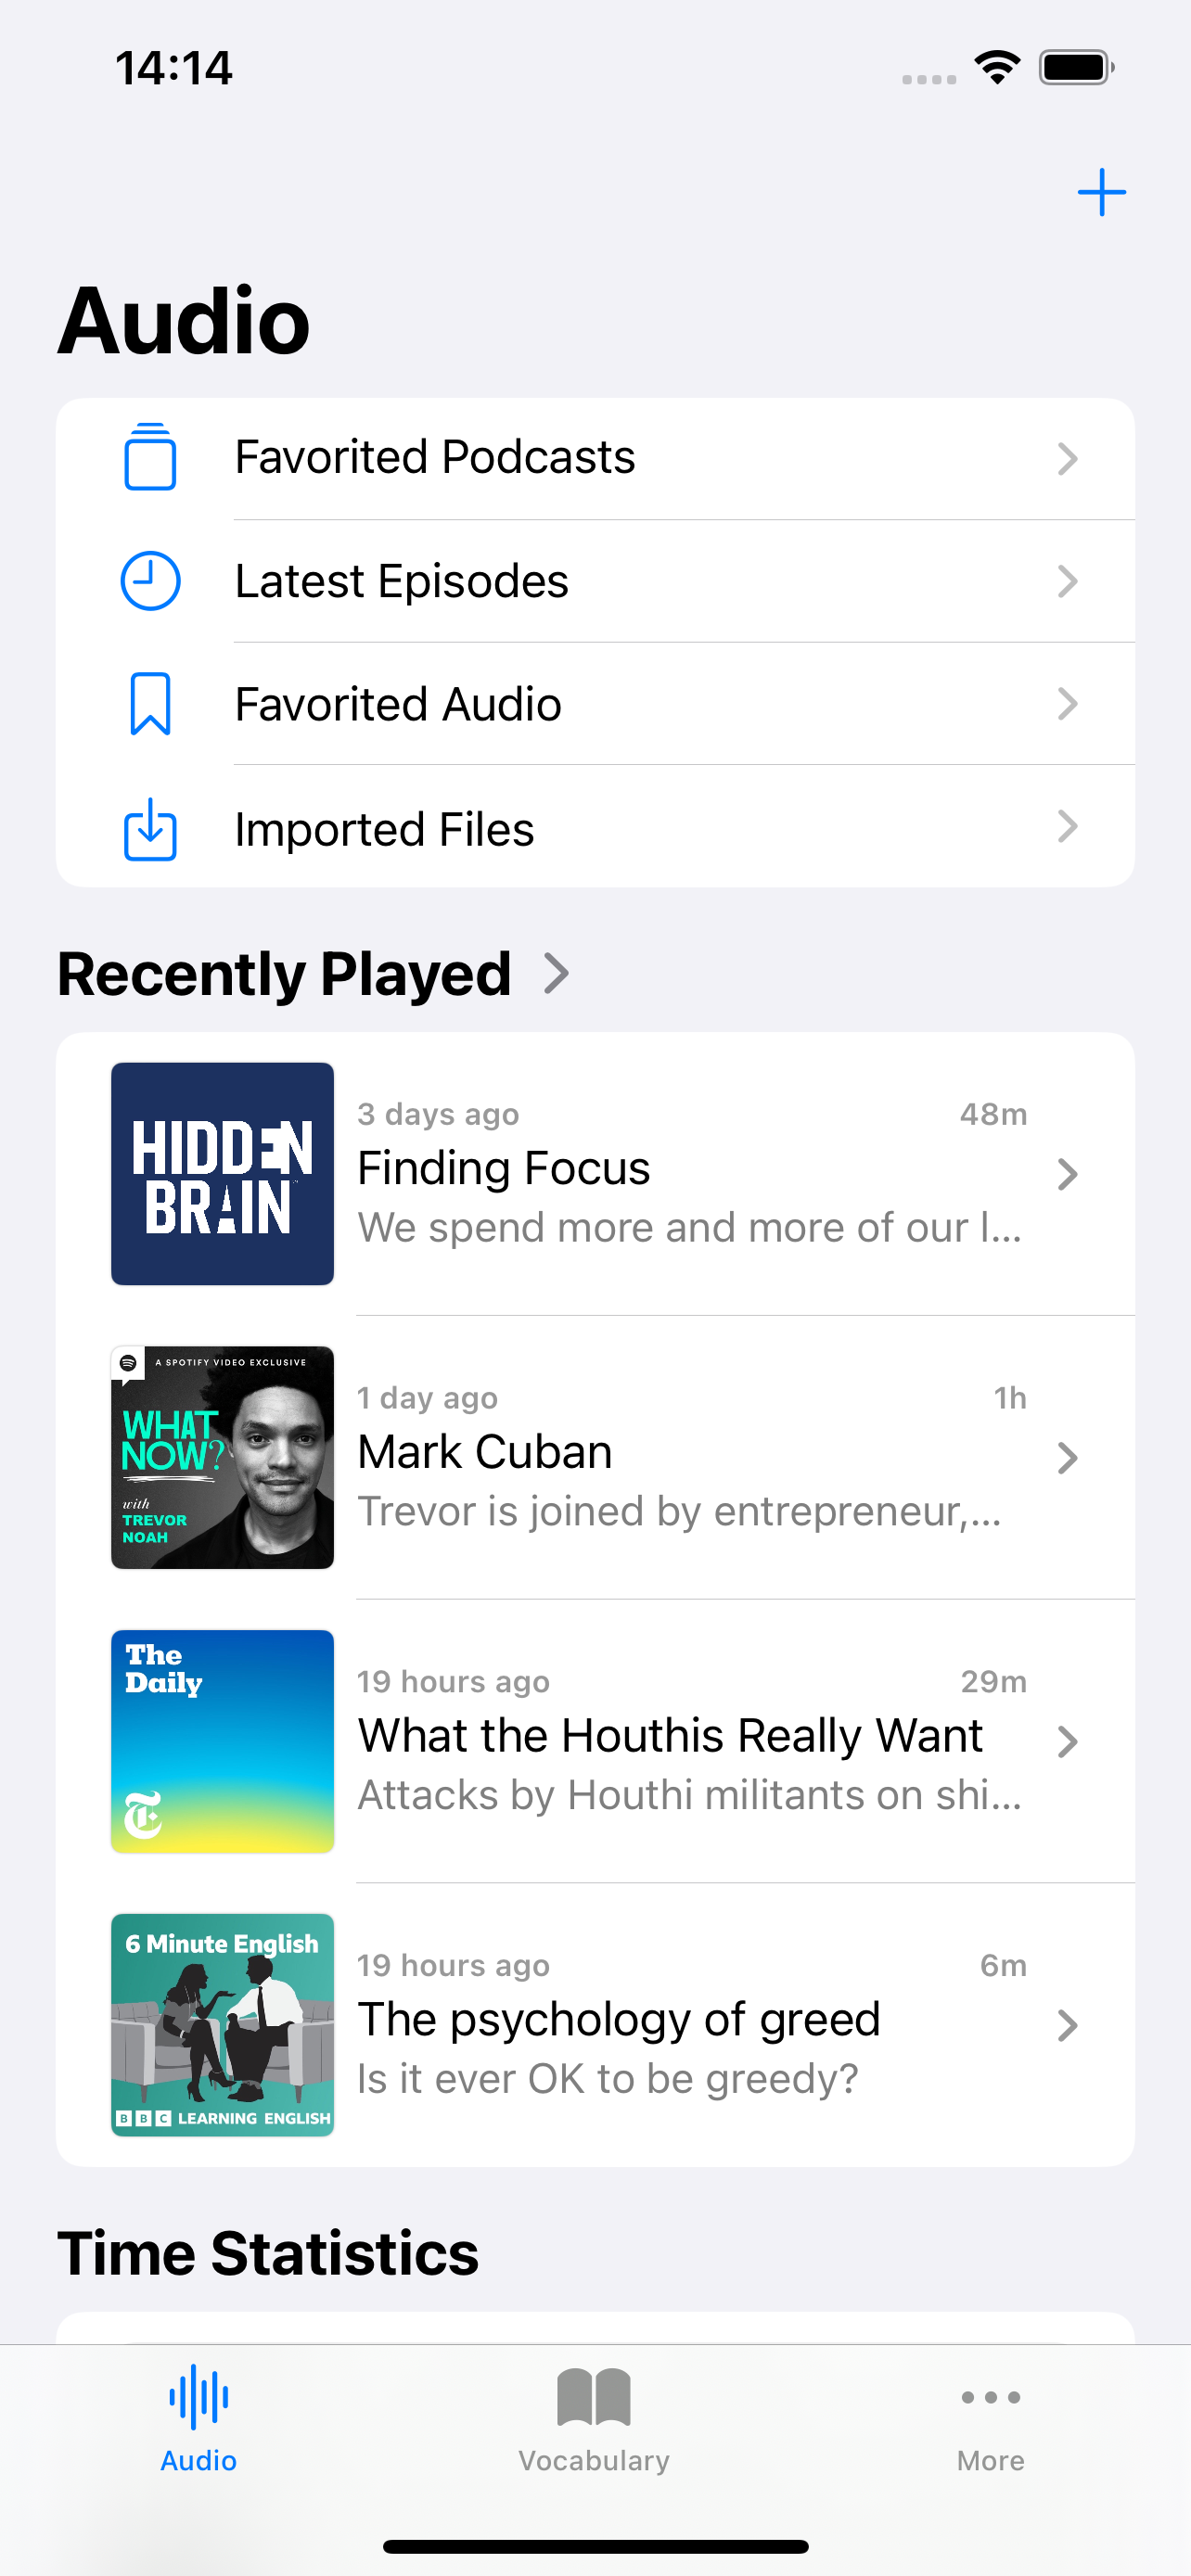 14:14
Audio
Favorited Podcasts
Latest Episodes
Favorited Audio
Imported Files
Recently Played
HIDDEN
BRAIN
3 days ago 48m
Finding Focus
We spend more and more of our l...
A SPOTIFY VIDEO EXCLUSIVE
WHAT
NOW?
with
TREVOR
NOAH
1 day ago 1h
Mark Cuban
Trevor is joined by entrepreneur,...
The
Daily
T
19 hours ago 29m
What the Houthis Really Want
Attacks by Houthi militants on shi...
6 Minute English
BBC LEARNING ENGLISH
19 hours ago 6m
The psychology of greed
Is it ever OK to be greedy?
Time Statistics
Audio Vocabulary More